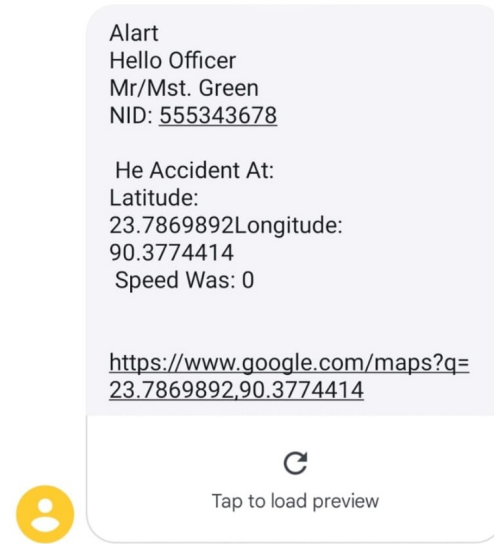 Alart
Hello Officer
Mr/Mst. Green
NID: 555343678
He Accident At:
Latitude:
23.7869892Longitude:
90.3774414
Speed Was: 0
https://www.google.com/maps?q=
23.7869892,90.3774414
Tap to load preview